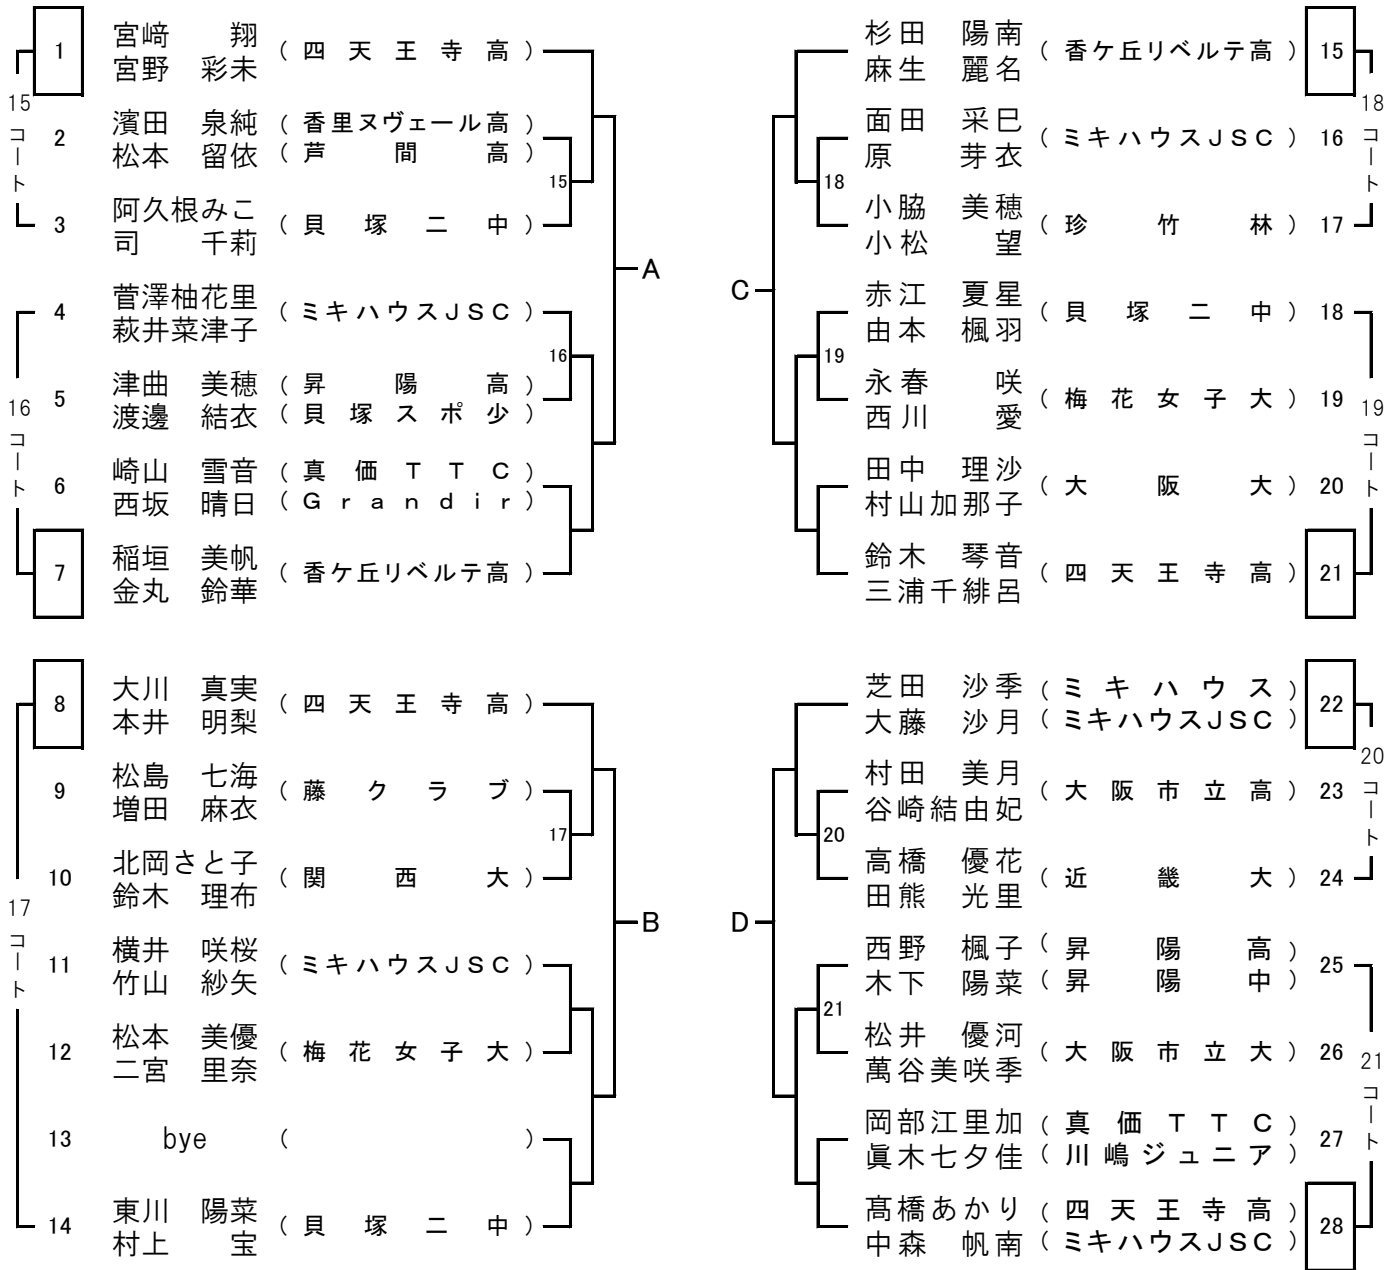 1 宮﨑 翔 (四天王寺高)
宮野 彩未
2 濱田 泉純 (香里ヌヴェール高)
松本 留依 (芦間高)
3 阿久根みこ (貝塚二中)
司 千莉
15コート
15
4 菅澤柚花里 (ミキハウスJSC)
萩井菜津子
5 津曲 美穂 (昇陽高)
渡邊 結衣 (貝塚スポ少)
6 崎山 雪音 (真価TTC)
西坂 晴日 (Grandir)
7 稲垣 美帆 (香ケ丘リベルテ高)
金丸 鈴華
16コート
16
A
8 大川 真実 (四天王寺高)
本井 明梨
9 松島 七海 (藤クラブ)
増田 麻衣
10 北岡さと子 (関西大)
鈴木 理布
11 横井 咲桜 (ミキハウスJSC)
竹山 紗矢
12 松本 美優 (梅花女子大)
二宮 里奈
13 bye ( )
14 東川 陽菜 (貝塚二中)
村上 宝
17コート
17
B
杉田 陽南 (香ケ丘リベルテ高) 15
麻生 麗名
面田 采巳 (ミキハウスJSC) 16
原 芽衣
小脇 美穂 (珍竹林) 17
小松 望
18コート
18
赤江 夏星 (貝塚二中) 18
由本 楓羽
永春 咲 (梅花女子大) 19
西川 愛
田中 理沙 (大阪大) 20
村山加那子
鈴木 琴音 (四天王寺高) 21
三浦千緋呂
19コート
19
C
芝田 沙季 (ミキハウス) 22
大藤 沙月 (ミキハウスJSC)
村田 美月 (大阪市立高) 23
谷崎結由妃
高橋 優花 (近畿大) 24
田熊 光里
20コート
20
西野 楓子 (昇陽高) 25
木下 陽菜 (昇陽中)
松井 優河 (大阪市立大) 26
萬谷美咲季
岡部江里加 (真価TTC) 27
眞木七夕佳 (川嶋ジュニア)
髙橋あかり (四天王寺高) 28
中森 帆南 (ミキハウスJSC)
21コート
21
D